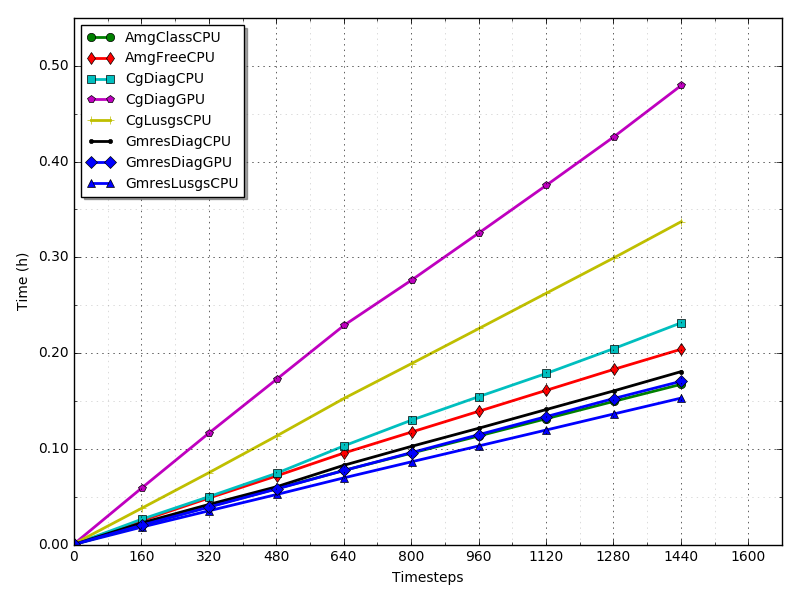 AmgClassCPU
AmgFreeCPU
CgDiagCPU
CgDiagGPU
CgLusgsCPU
GmresDiagCPU
GmresDiagGPU
GmresLusgsCPU
0.50
0.40
0.30
0.20
0.10
0.00
Time (h)
0 160 320 480 640 800 960 1120 1280 1440 1600
Timesteps